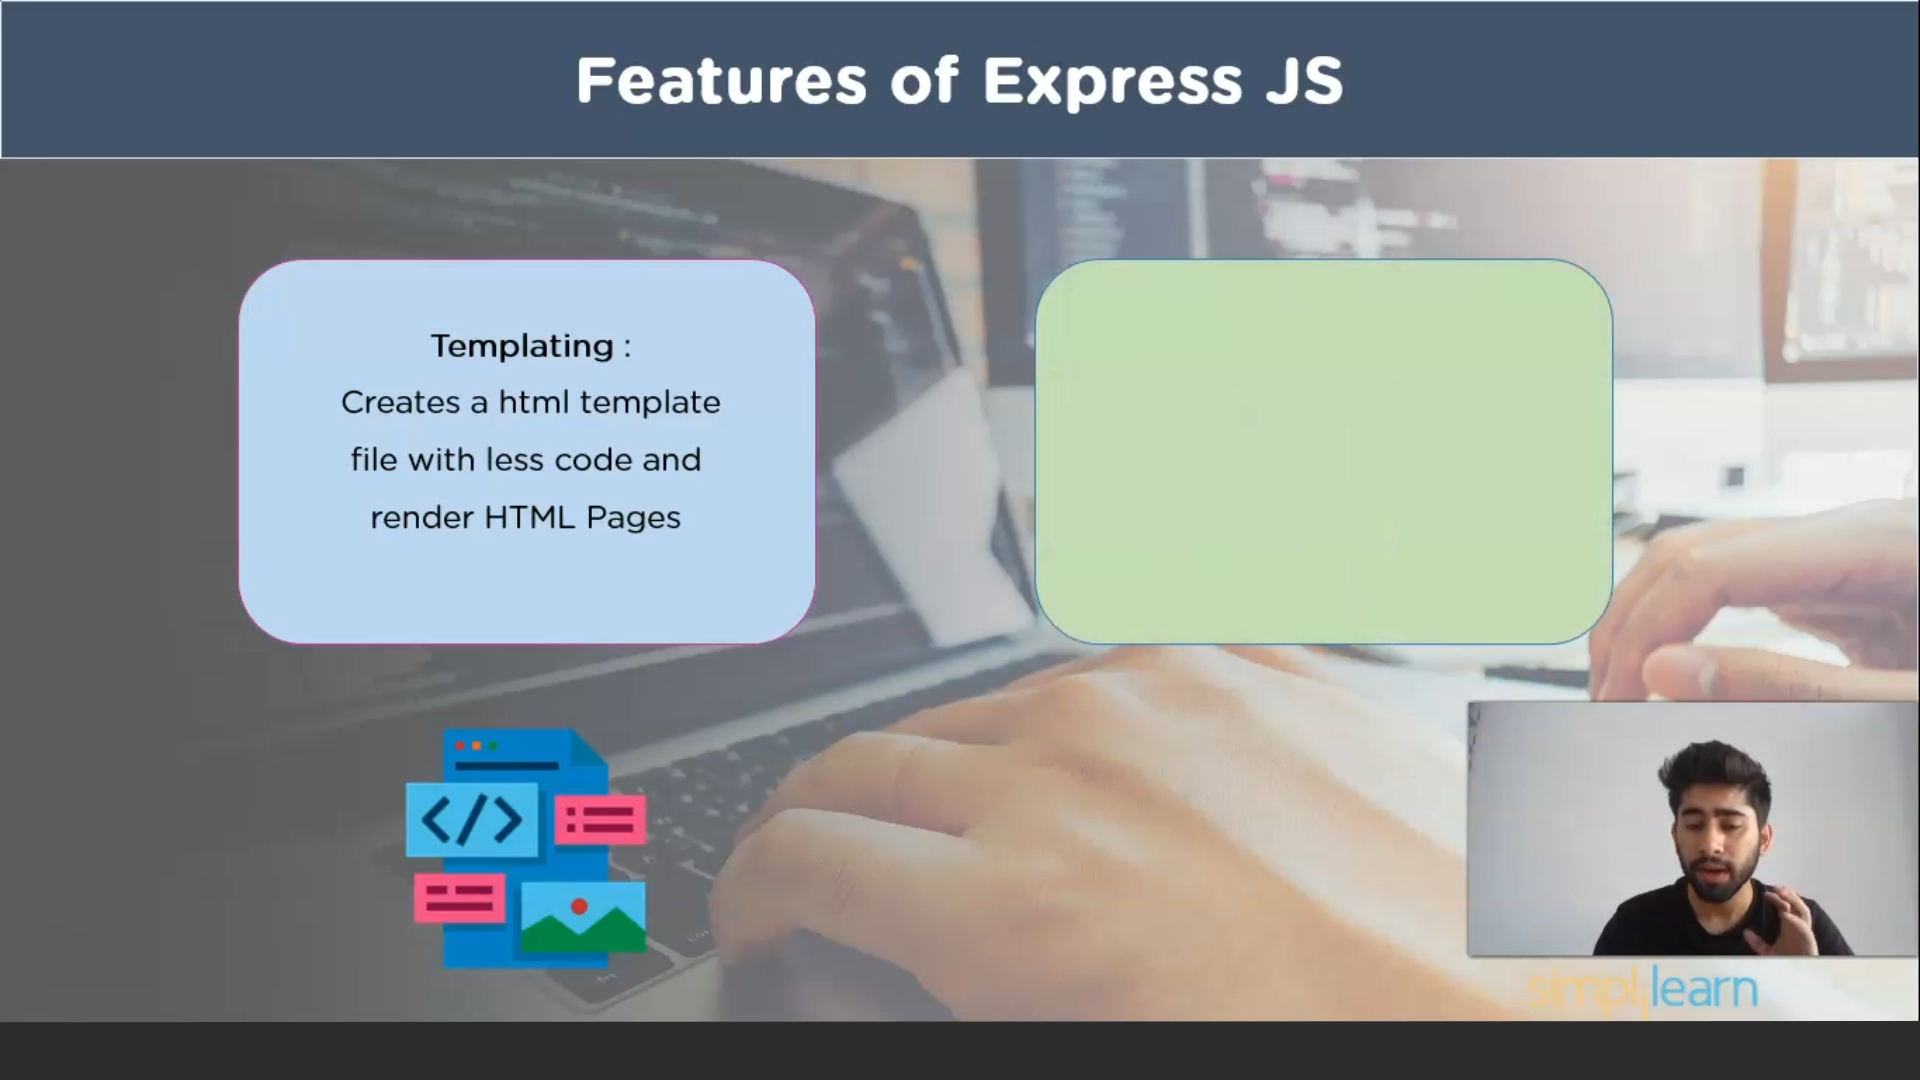 Features of Express JS
Templating :
Creates a html template
file with less code and
render HTML Pages
</>
simplilearn